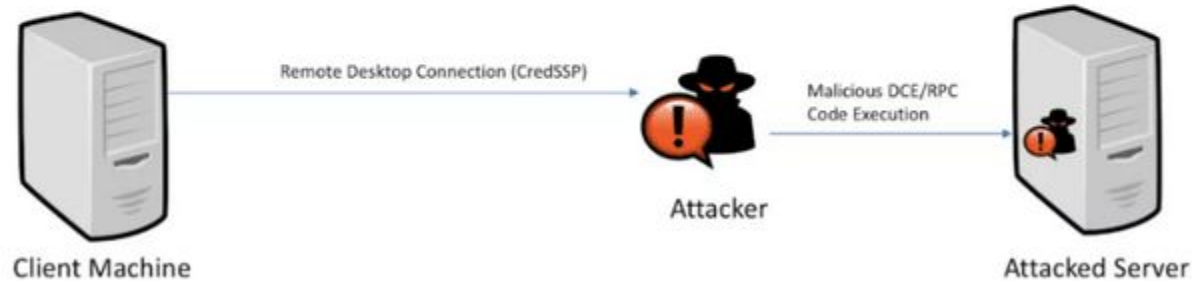 Remote Desktop Connection (CredSSP)
Malicious DCE/RPC
Code Execution
!
!
Attacker
Client Machine
Attacked Server